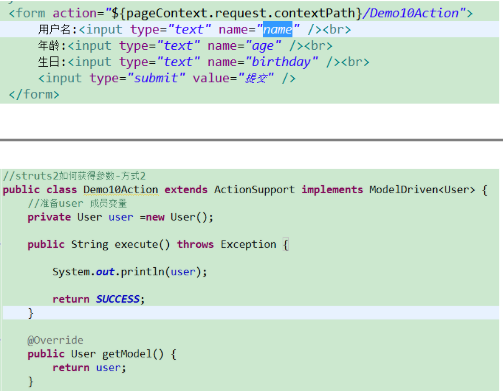 <form action="${pageContext.request.contextPath}/Demo10Action">
用户名:<input type="text" name="name" /><br>
年龄:<input type="text" name="age" /><br>
生日:<input type="text" name="birthday" /><br>
<input type="submit" value="提交" />
</form>
//struts2如何获得参数-方式2
public class Demo10Action extends ActionSupport implements ModelDriven<User> {
//准备user 成员变量
private User user =new User();
public String execute() throws Exception {
System.out.println(user);
return SUCCESS;
}
@Override
public User getModel() {
return user;
}